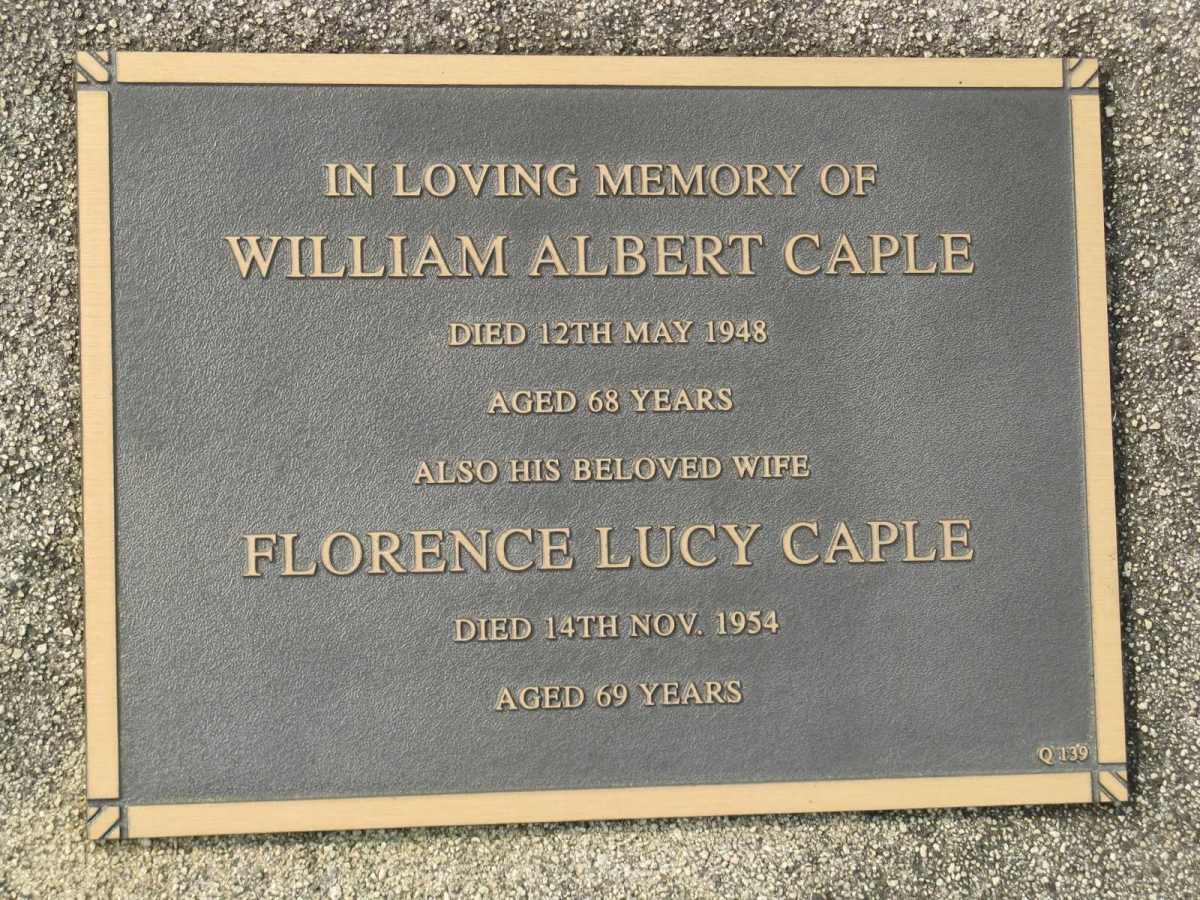 IN LOVING MEMORY OF
WILLIAM ALBERT CAPLE
DIED 12TH MAY 1948
AGED 68 YEARS
ALSO HIS BELOVED WIFE
FLORENCE LUCY CAPLE
DIED 14TH NOV. 1954
AGED 69 YEARS
Q 139